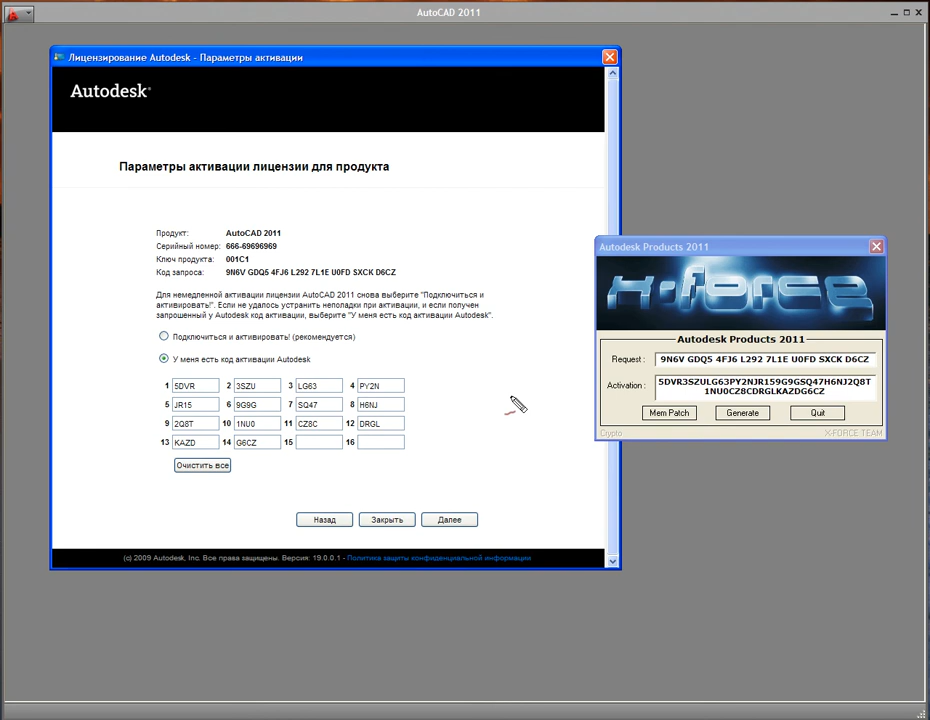 AutoCAD 2011
Лицензирование Autodesk - Параметры активации
Autodesk
Параметры активации лицензии для продукта
Продукт: AutoCAD 2011
Серийный номер: 666-69696969
Ключ продукта: 001C1
Код запроса: 9N6V GDQ5 4FJ6 L292 7L1E U0FD SXCK D6CZ
Для немедленной активации лицензии AutoCAD 2011 снова выберите "Подключиться и
активировать!". Если не удалось устранить неполадки при активации, и если получен
запрошенный у Autodesk код активации, выберите "У меня есть код активации Autodesk".
Подключиться и активировать! (рекомендуется)
У меня есть код активации Autodesk
1 5DVR 2 3SZU 3 LG63 4 PY2N
5 JR15 6 9G9G 7 SQ47 8 H6NJ
9 2Q8T 10 1NU0 11 CZ8C 12 DRGL
13 KAZD 14 G6CZ 15 16
Очистить все
Назад Закрыть Далее
(c) 2009 Autodesk, Inc. Все права защищены. Версия: 19.0.0.1 - Политика защиты конфиденциальной информации
Autodesk Products 2011
x-force
Autodesk Products 2011
Request : 9N6V GDQ5 4FJ6 L292 7L1E U0FD SXCK D6CZ
Activation : 5DVR3SZULG63PY2NJR159G9GSQ47H6NJ2Q8T
1NU0CZ8CDRGLKAZDG6CZ
Mem Patch Generate Quit
Crypto X-FORCE TEAM